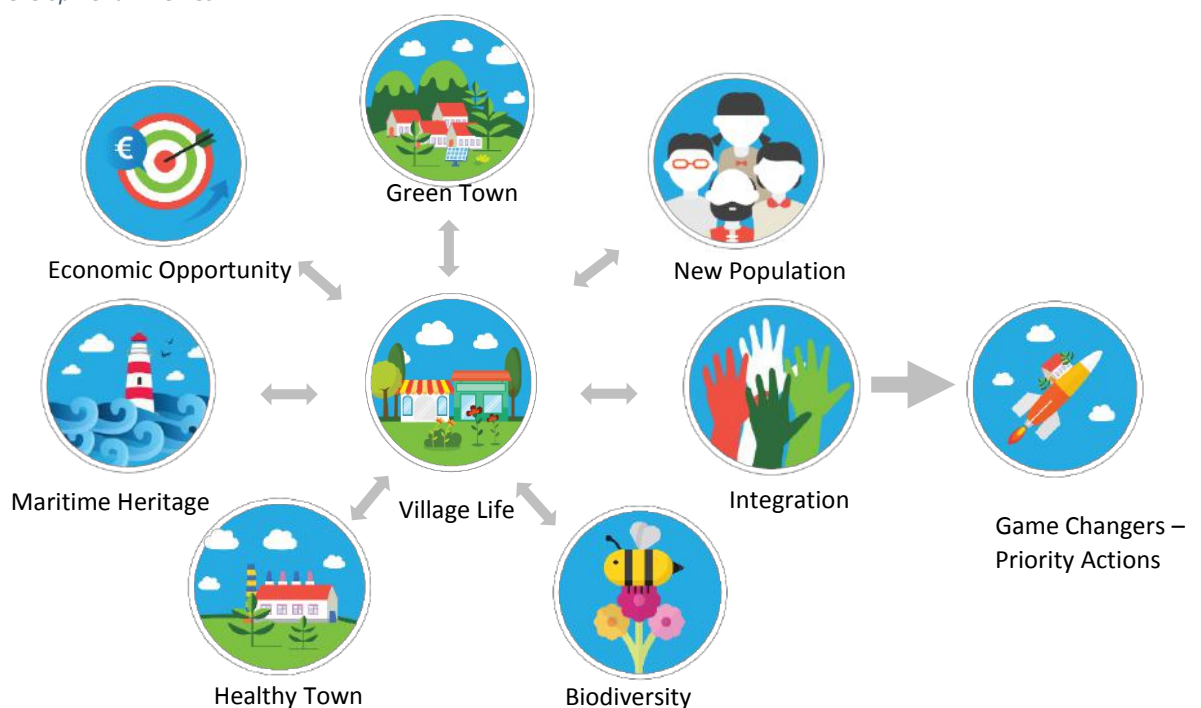 Green Town
Economic Opportunity
New Population
€
Maritime Heritage
Village Life
Integration
Game Changers –
Priority Actions
Healthy Town
Biodiversity